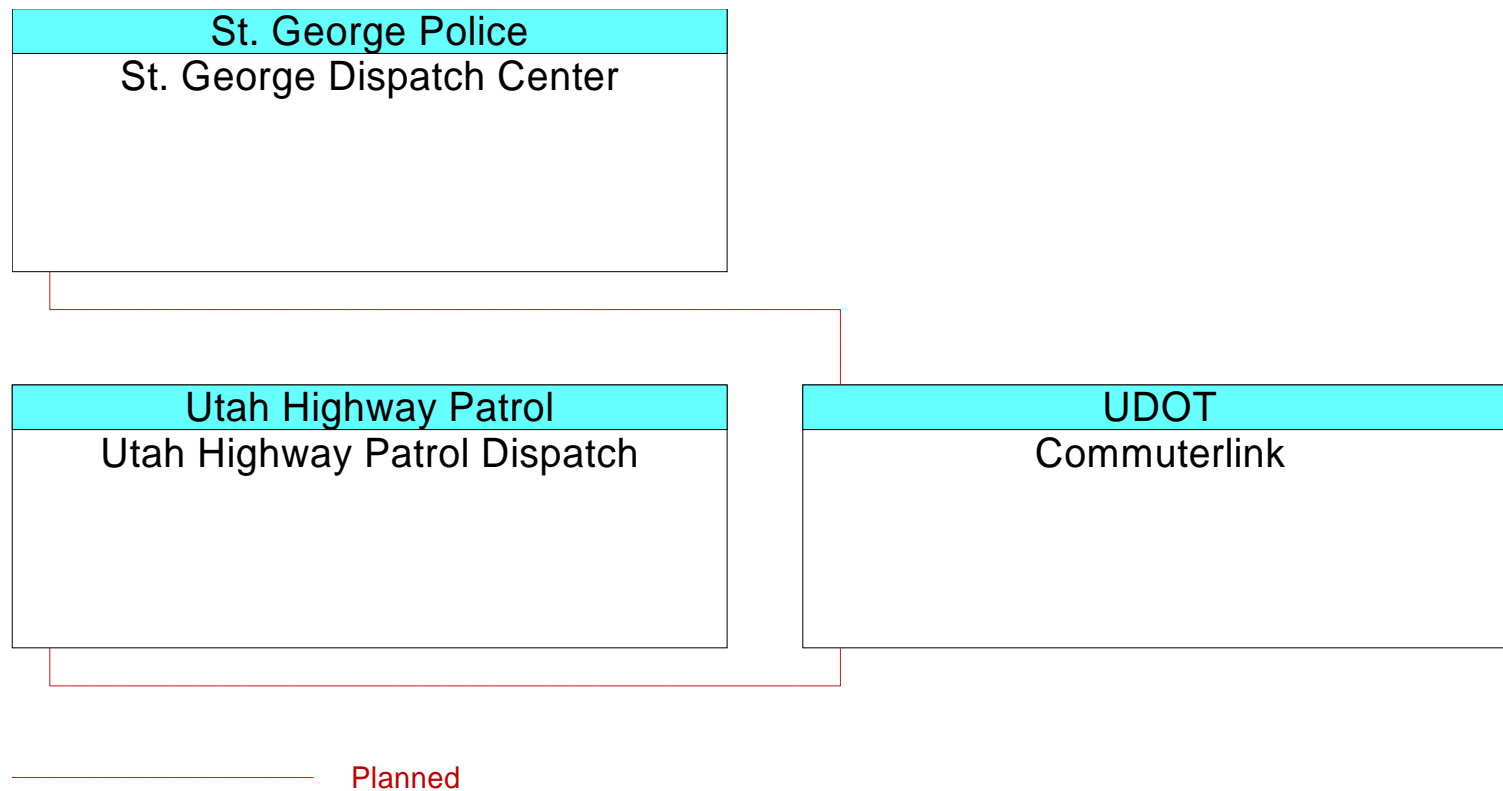 St. George Police
St. George Dispatch Center
Utah Highway Patrol
Utah Highway Patrol Dispatch
UDOT
Commuterlink
Planned